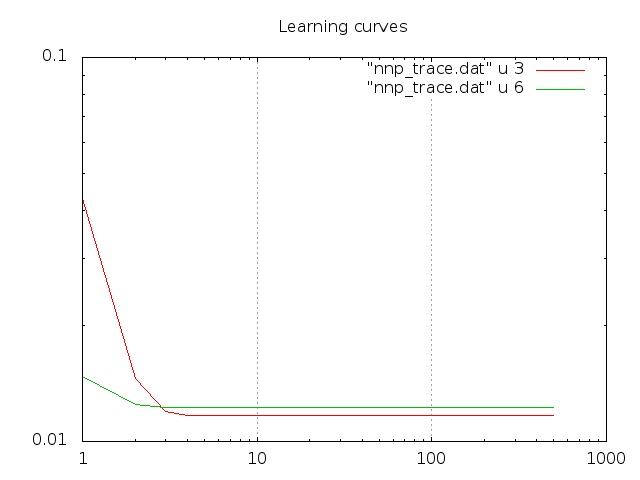 Learning curves
0.1
"nnp_trace.dat" u 3
"nnp_trace.dat" u 6
0.01
1 10 100 1000